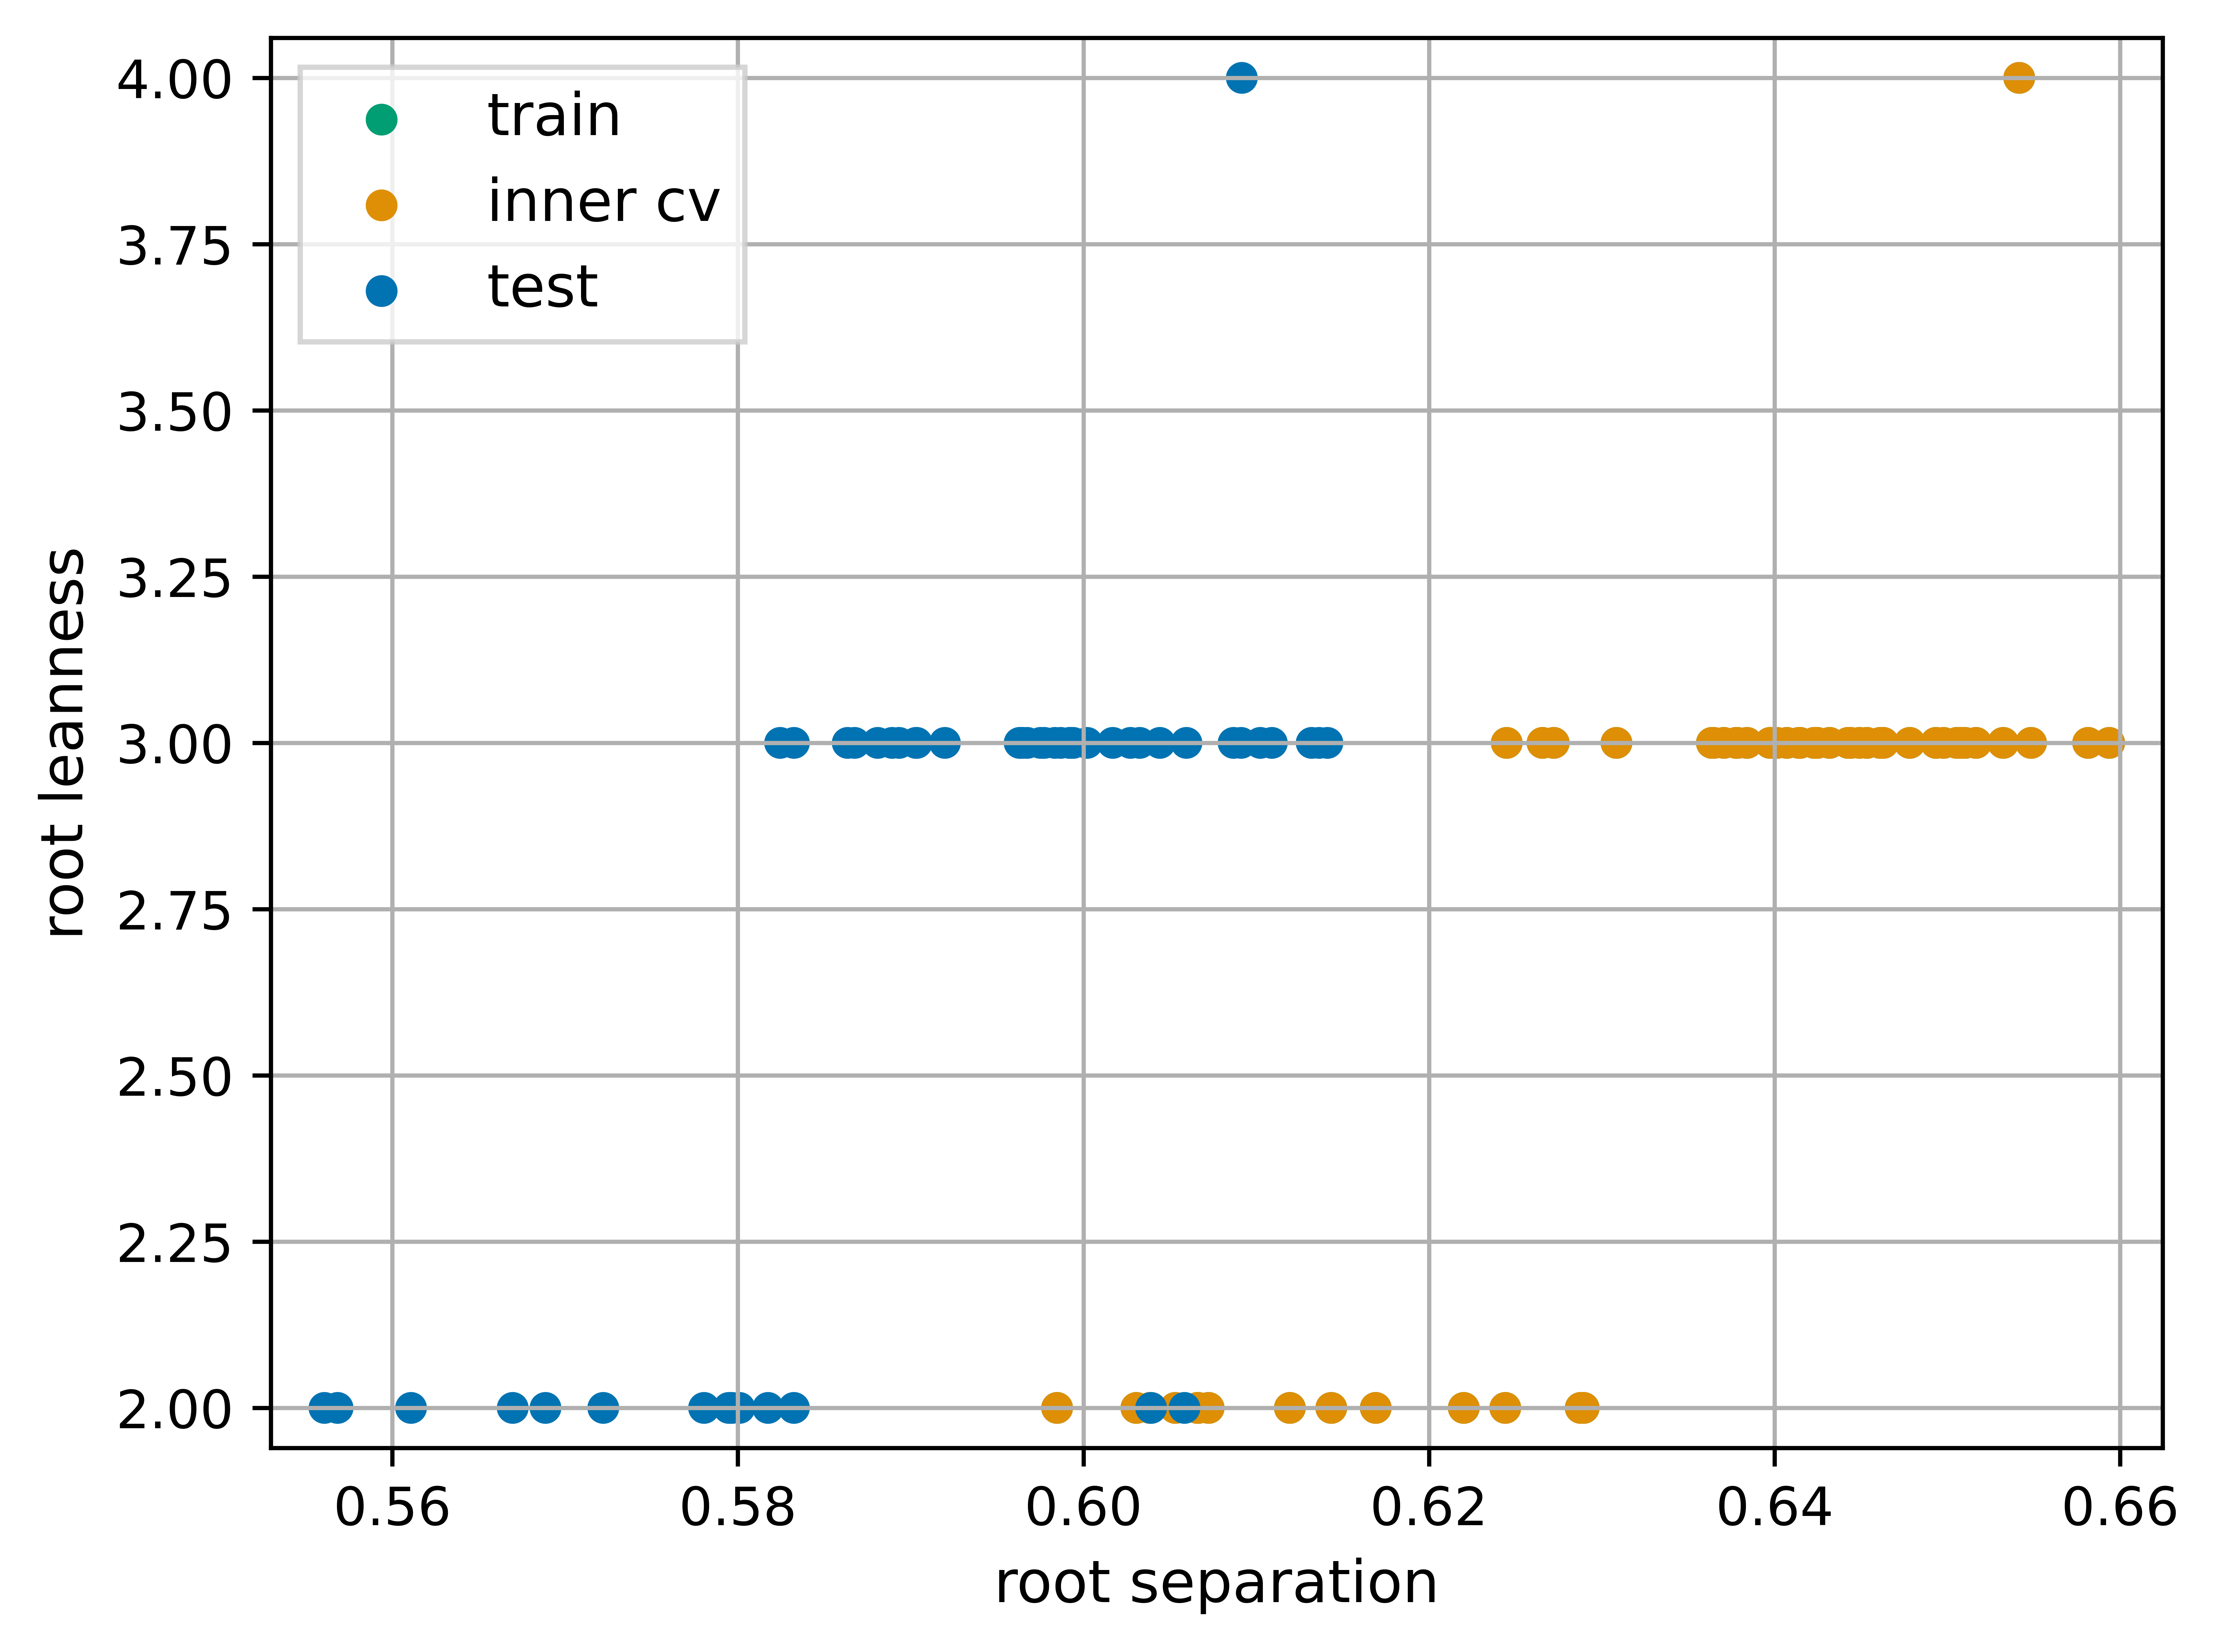 4.00
3.75
3.50
3.25
3.00
2.75
2.50
2.25
2.00
root leanness
train
inner cv
test
0.56 0.58 0.60 0.62 0.64 0.66
root separation